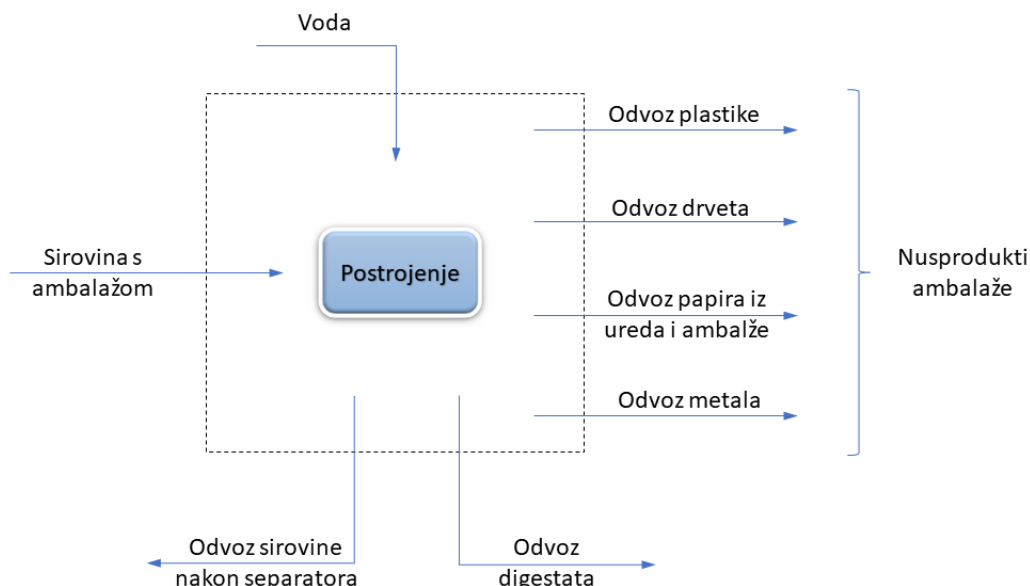 Voda
Odvoz plastike
Odvoz drveta
Sirovina s
ambalažom
Postrojenje
Nusprodukti
ambalaže
Odvoz papira iz
ureda i ambalže
Odvoz metala
Odvoz sirovine
nakon separatora
Odvoz
digestata